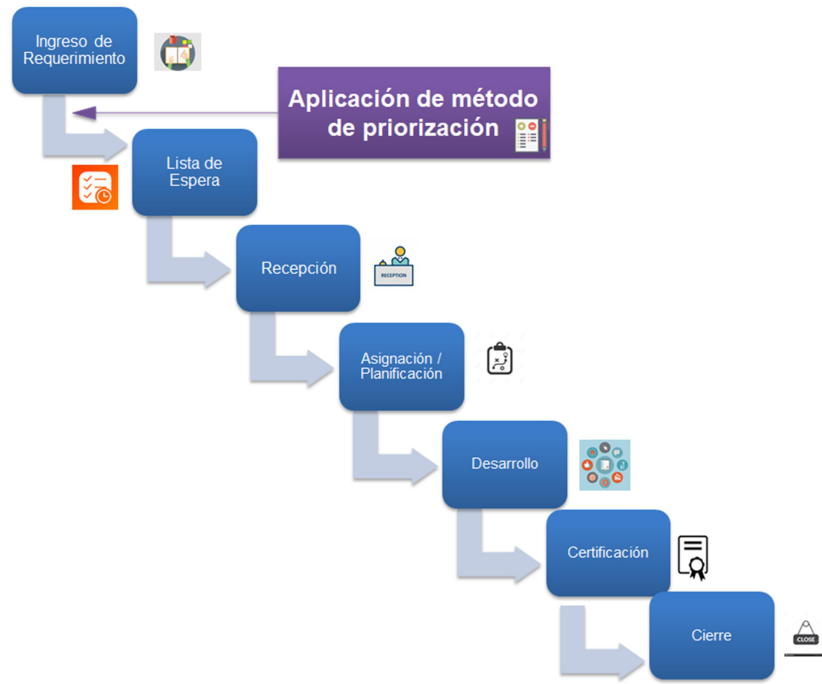 Ingreso de
Requerimiento
Aplicación de método
de priorización
Lista de
Espera
Recepción
RECEPTION
Asignación /
Planificación
Desarrollo
Certificación
Cierre
CLOSE